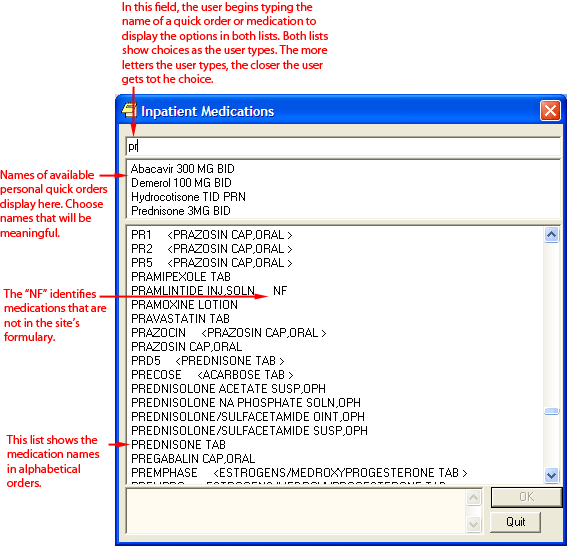 In this field, the user begins typing the
name of a quick order or medication to
display the options in both lists. Both lists
show choices as the user types. The more
letters the user types, the closer the user
gets tot he choice.
Inpatient Medications
pr
Names of available
personal quick orders
display here. Choose
names that will be
meaningful.
Abacavir 300 MG BID
Demerol 100 MG BID
Hydrocotisone TID PRN
Prednisone 3MG BID
PR1 <PRAZOSIN CAP,ORAL >
PR2 <PRAZOSIN CAP,ORAL >
PR5 <PRAZOSIN CAP,ORAL >
PRAMIPEXOLE TAB
PRAMLINTIDE INJ,SOLN NF
PRAMOXINE LOTION
PRAVASTATIN TAB
PRAZOCIN <PRAZOSIN CAP,ORAL >
PRAZOSIN CAP,ORAL
PRD5 <PREDNISONE TAB >
PRECOSE <ACARBOSE TAB >
PREDNISOLONE ACETATE SUSP,OPH
PREDNISOLONE NA PHOSPHATE SOLN,OPH
PREDNISOLONE/SULFACETAMIDE OINT,OPH
PREDNISOLONE/SULFACETAMIDE SUSP,OPH
PREDNISONE TAB
PREGABALIN CAP,ORAL
PREMPHASE <ESTROGENS/MEDROXYPROGESTERONE TAB >
The “NF” identifies
medications that are
not in the site’s
formulary.
This list shows the
medication names
in alphabetical
orders.
OK
Quit